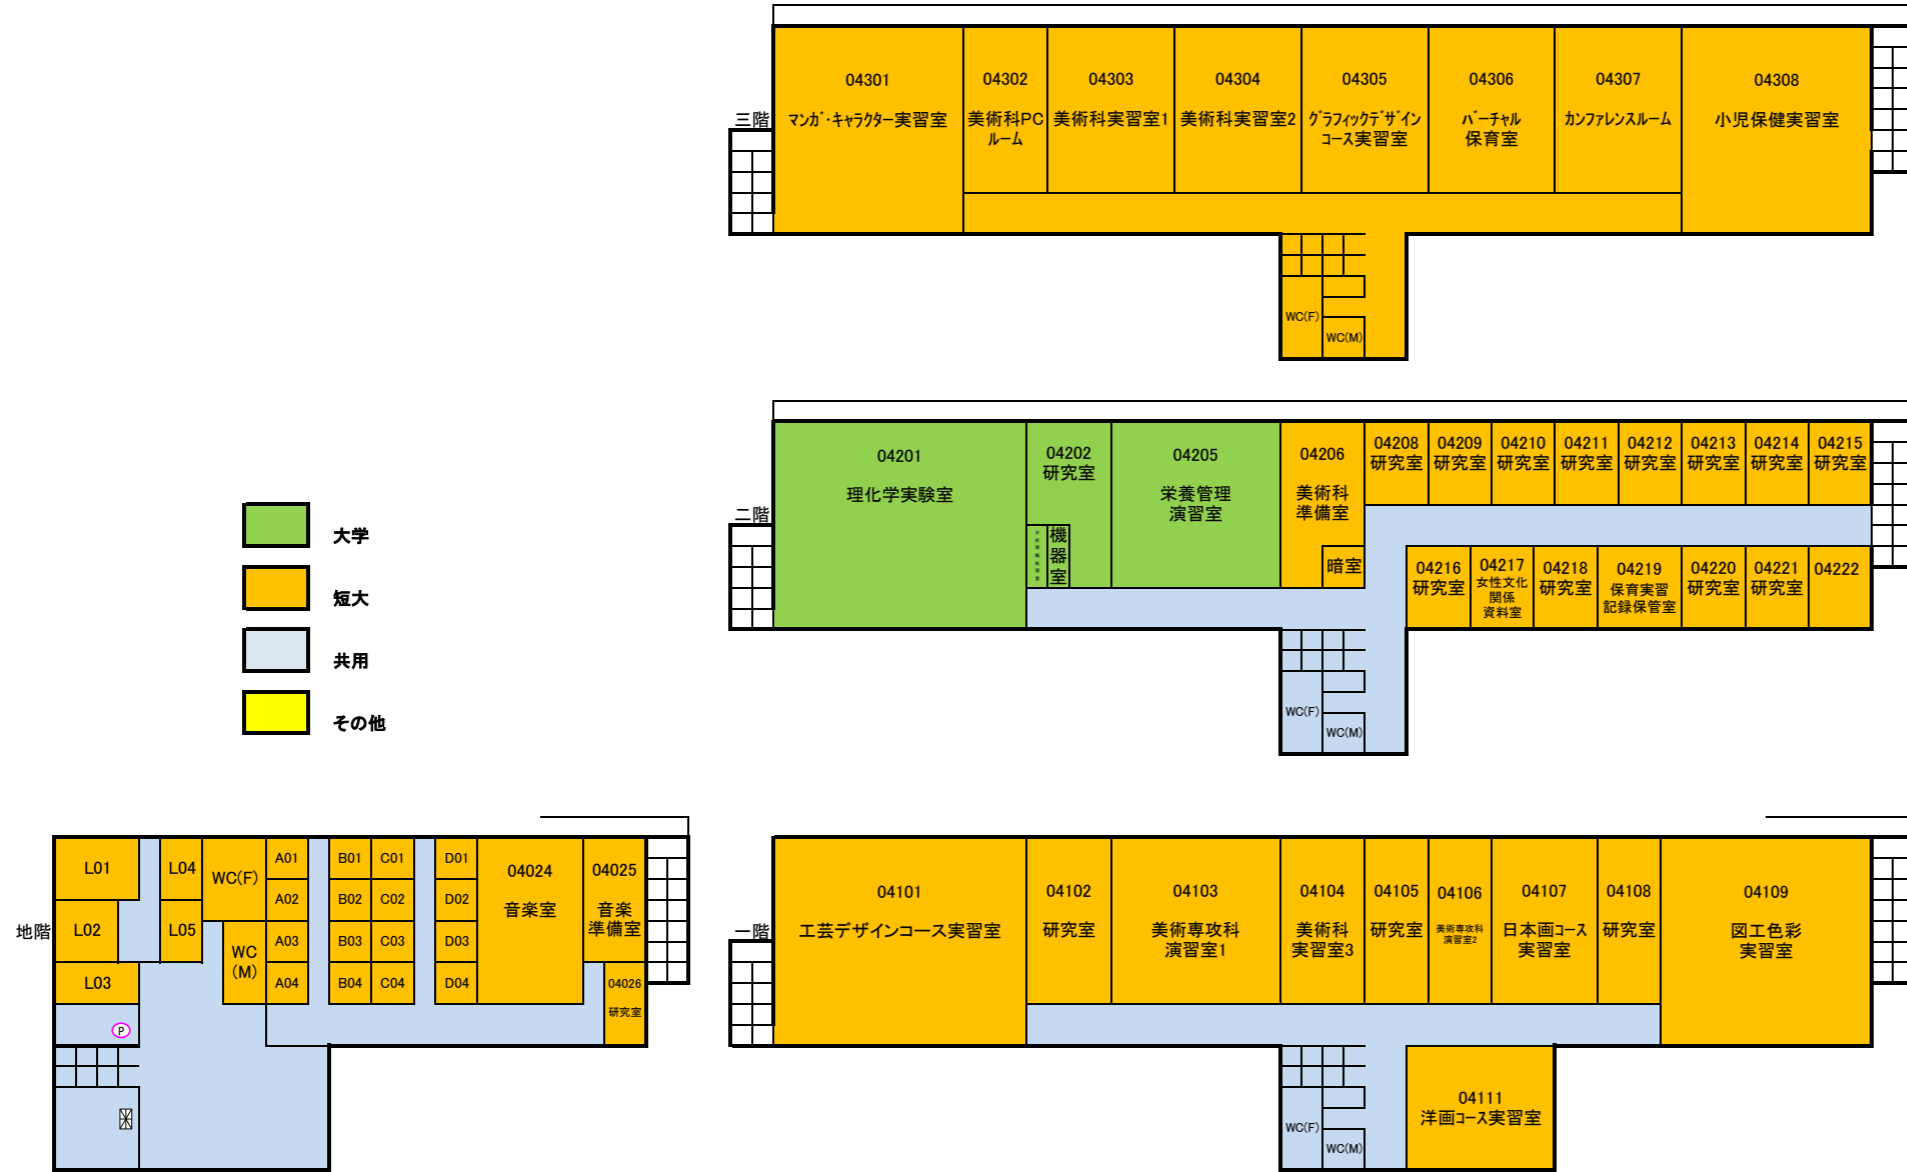 三階
04301
マンガ・キャラクター実習室
04302
美術科PC
ルーム
04303
美術科実習室1
04304
美術科実習室2
04305
グラフィックデザイン
コース実習室
04306
バーチャル
保育室
04307
カンファレンスルーム
04308
小児保健実習室
WC(F)
WC(M)
二階
04201
理化学実験室
04202
研究室
機
器
室
04205
栄養管理
演習室
04206
美術科
準備室
暗室
04208
研究室
04209
研究室
04210
研究室
04211
研究室
04212
研究室
04213
研究室
04214
研究室
04215
研究室
04216
研究室
04217
女性文化
関係
資料室
04218
研究室
04219
保育実習
記録保管室
04220
研究室
04221
研究室
04222
WC(F)
WC(M)
大学
短大
共用
その他
地階
L01
L02
L03
L04
L05
WC(F)
WC
(M)
A01
A02
A03
A04
B01
B02
B03
B04
C01
C02
C03
C04
D01
D02
D03
D04
04024
音楽室
04025
音楽
準備室
04026
研究室
P
一階
04101
工芸デザインコース実習室
04102
研究室
04103
美術専攻科
演習室1
04104
美術科
実習室3
04105
研究室
04106
美術専攻科
演習室2
04107
日本画コース
実習室
04108
研究室
04109
図工色彩
実習室
04111
洋画コース実習室
WC(F)
WC(M)